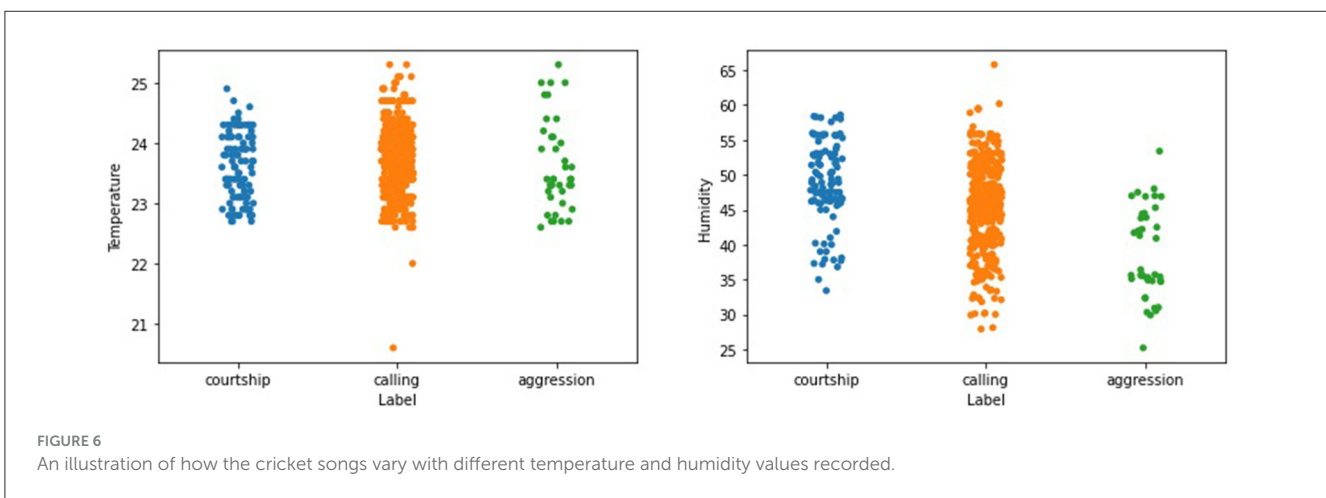 Temperature
25
24
23
22
21
courtship calling aggression
Label
Humidity
65
60
55
50
45
40
35
30
25
courtship calling aggression
Label
FIGURE 6
An illustration of how the cricket songs vary with different temperature and humidity values recorded.